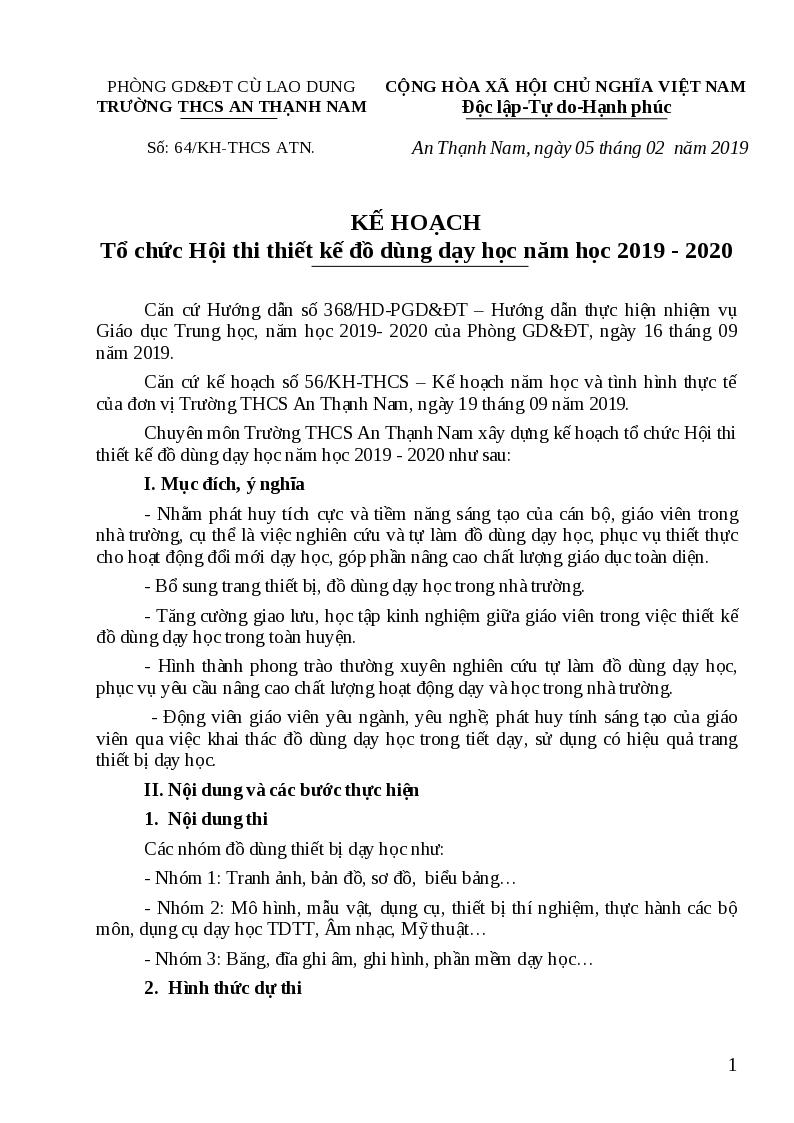 PHÒNG GD&ĐT CÙ LAO DUNG
TRƯỜNG THCS AN THẠNH NAM
CỘNG HÒA XÃ HỘI CHỦ NGHĨA VIỆT NAM
Độc lập-Tự do-Hạnh phúc
Số: 64/KH-THCS ATN.
An Thạnh Nam, ngày 05 tháng 02 năm 2019
KẾ HOẠCH
Tổ chức Hội thi thiết kế đồ dùng dạy học năm học 2019 - 2020
Căn cứ Hướng dẫn số 368/HD-PGD&ĐT – Hướng dẫn thực hiện nhiệm vụ
Giáo dục Trung học, năm học 2019- 2020 của Phòng GD&ĐT, ngày 16 tháng 09
năm 2019.
Căn cứ kế hoạch số 56/KH-THCS – Kế hoạch năm học và tình hình thực tế
của đơn vị Trường THCS An Thạnh Nam, ngày 19 tháng 09 năm 2019.
Chuyên môn Trường THCS An Thạnh Nam xây dựng kế hoạch tổ chức Hội thi
thiết kế đồ dùng dạy học năm học 2019 - 2020 như sau:
I. Mục đích, ý nghĩa
- Nhằm phát huy tích cực và tiềm năng sáng tạo của cán bộ, giáo viên trong
nhà trường, cụ thể là việc nghiên cứu và tự làm đồ dùng dạy học, phục vụ thiết thực
cho hoạt động đổi mới dạy học, góp phần nâng cao chất lượng giáo dục toàn diện.
- Bổ sung trang thiết bị, đồ dùng dạy học trong nhà trường.
- Tăng cường giao lưu, học tập kinh nghiệm giữa giáo viên trong việc thiết kế
đồ dùng dạy học trong toàn huyện.
- Hình thành phong trào thường xuyên nghiên cứu tự làm đồ dùng dạy học,
phục vụ yêu cầu nâng cao chất lượng hoạt động dạy và học trong nhà trường.
- Động viên giáo viên yêu ngành, yêu nghề; phát huy tính sáng tạo của giáo
viên qua việc khai thác đồ dùng dạy học trong tiết dạy, sử dụng có hiệu quả trang
thiết bị dạy học.
II. Nội dung và các bước thực hiện
1. Nội dung thi
Các nhóm đồ dùng thiết bị dạy học như:
- Nhóm 1: Tranh ảnh, bản đồ, sơ đồ, biểu bảng…
- Nhóm 2: Mô hình, mẫu vật, dụng cụ, thiết bị thí nghiệm, thực hành các bộ
môn, dụng cụ dạy học TDTT, Âm nhạc, Mỹ thuật…
- Nhóm 3: Băng, đĩa ghi âm, ghi hình, phần mềm dạy học…
2. Hình thức dự thi
1